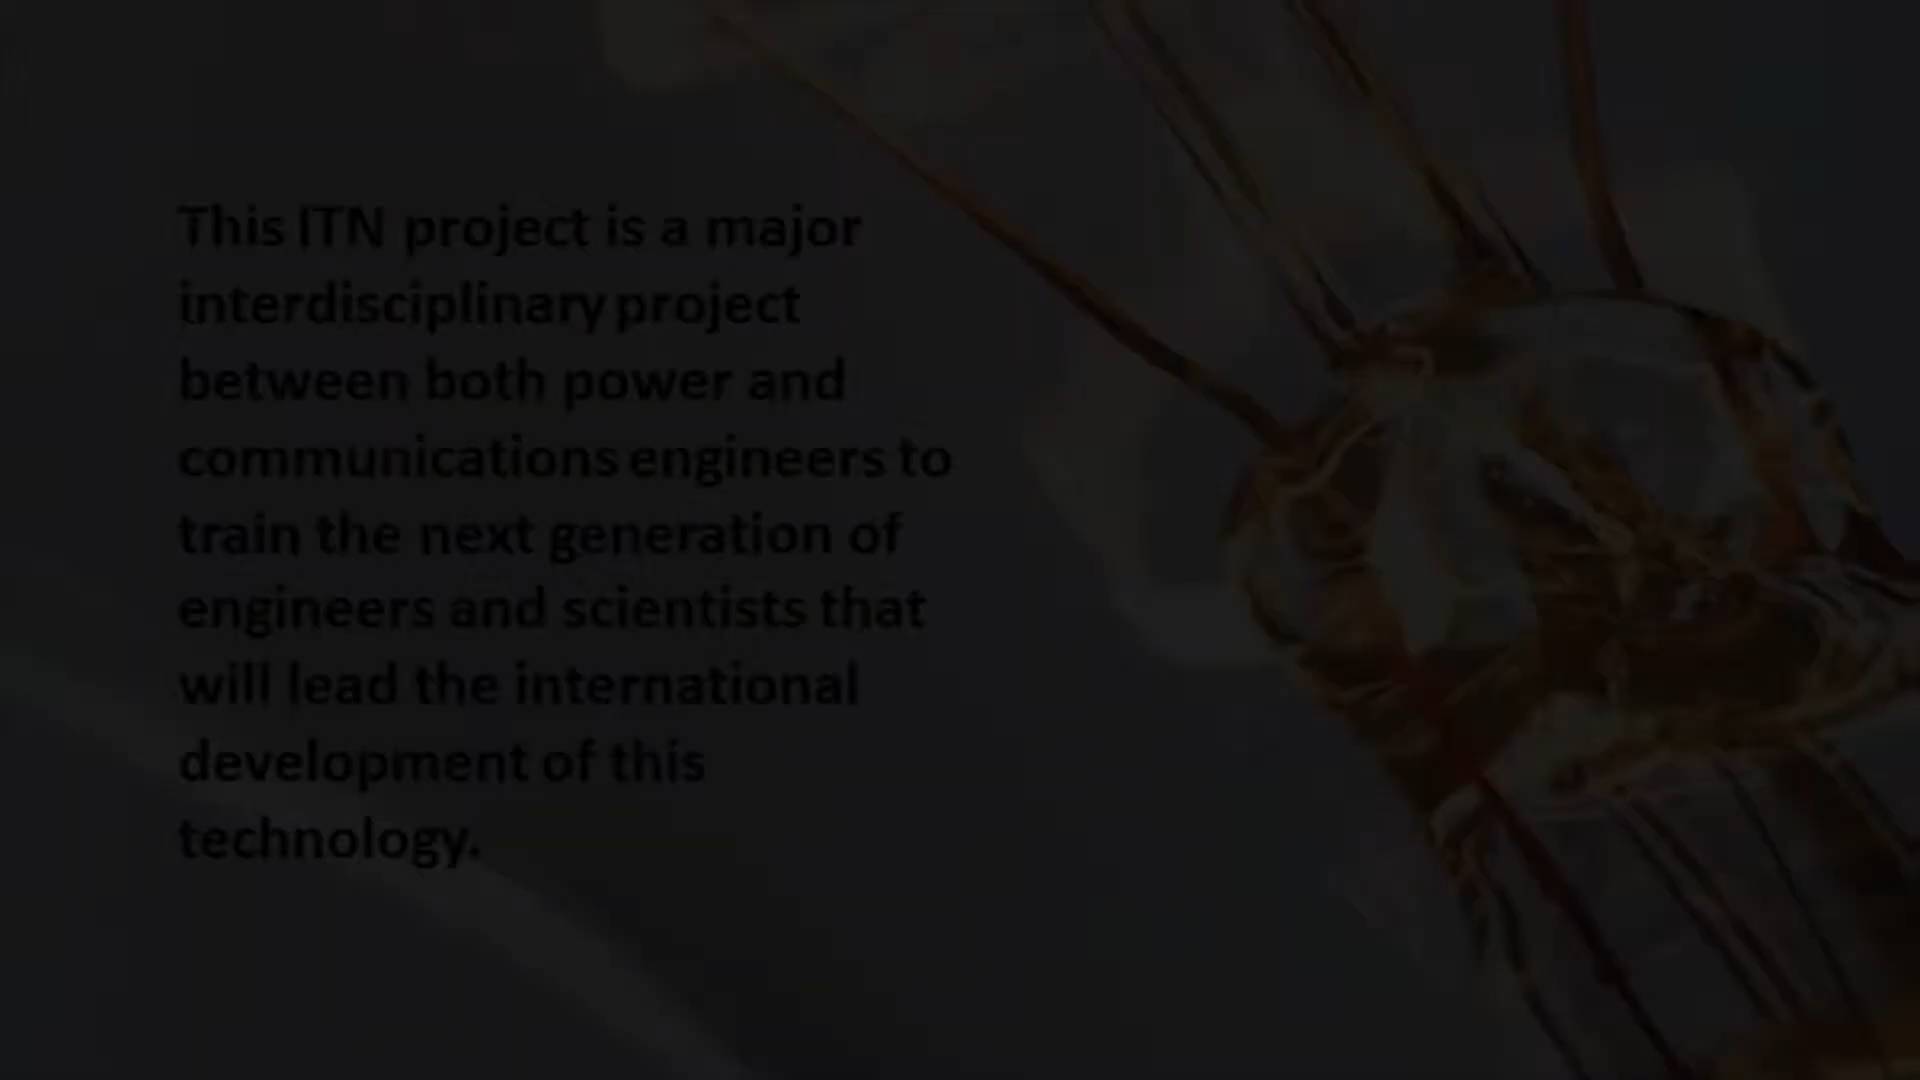 This ITN project is a major
interdisciplinary project
between both power and
communications engineers to
train the next generation of
engineers and scientists that
will lead the international
development of this
technology.